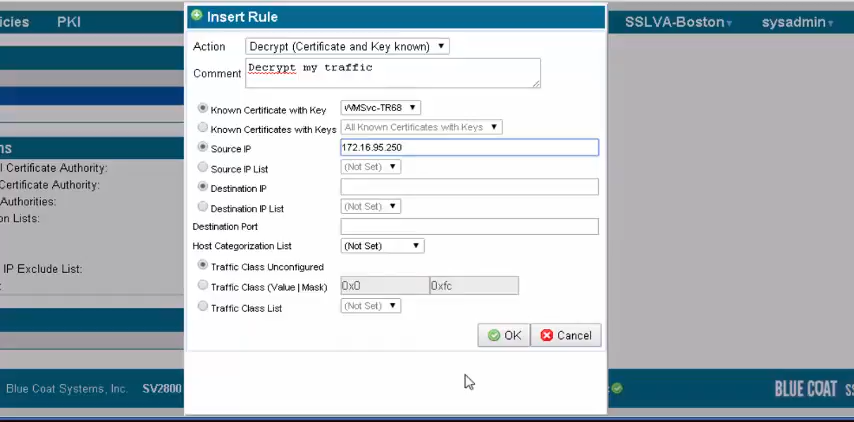 icies PKI
Insert Rule
SSLVA-Boston sysadmin
Action Decrypt (Certificate and Key known)
Comment Decrypt my traffic
Known Certificate with Key WMSvc-TR68
Known Certificates with Keys All Known Certificates with Keys
ns
Source IP 172.16.95.250
l Certificate Authority:
Source IP List (Not Set)
Certificate Authority:
Destination IP
Authorities:
Destination IP List (Not Set)
on Lists:
Destination Port
Host Categorization List (Not Set)
IP Exclude List:
Traffic Class Unconfigured
:
Traffic Class (Value | Mask) 0x0 0xfc
Traffic Class List (Not Set)
OK Cancel
Blue Coat Systems, Inc. SV2800
BLUE COAT SS